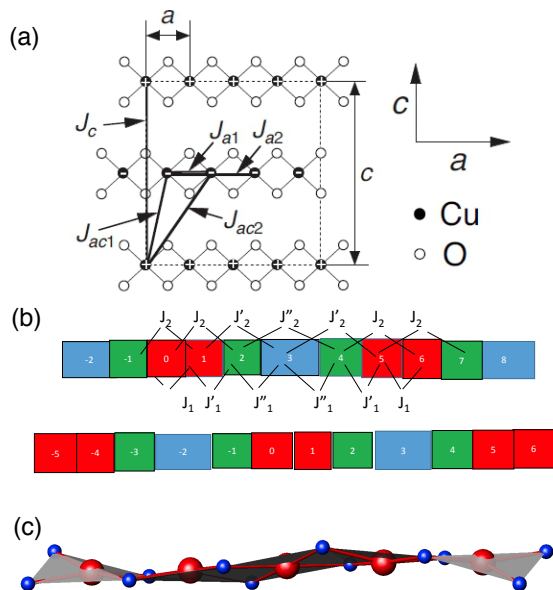 (a)
a
J_c
J_a1
J_a2
c
J_ac1
J_ac2
c
a
Cu
O
(b)
J_2 J_2 J'_2 J"_2 J'_2 J_2 J_2
-2 -1 0 1 2 3 4 5 6 7 8
J_1 J'_1 J"_1 J"_1 J'_1 J_1
-5 -4 -3 -2 -1 0 1 2 3 4 5 6
(c)